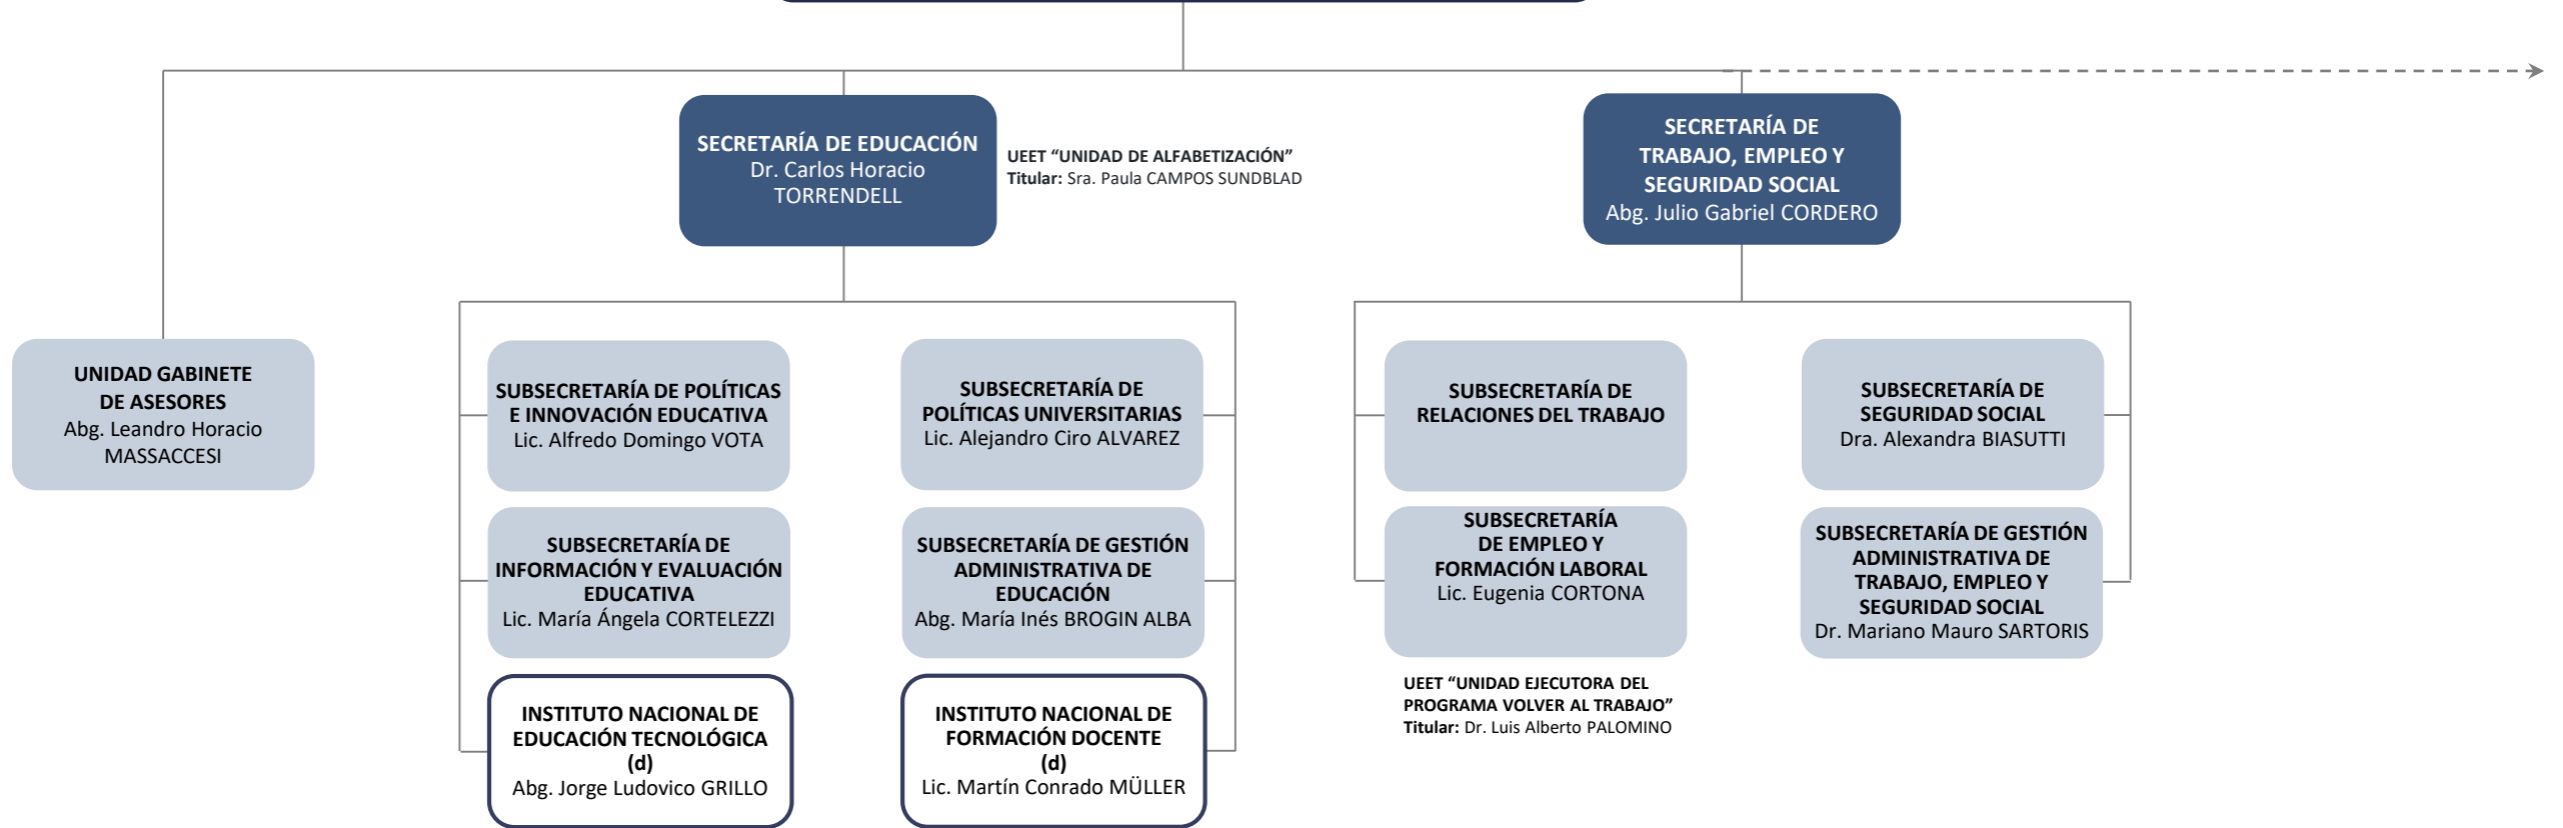 SECRETARÍA DE EDUCACIÓN
Dr. Carlos Horacio
TORRENDELL
UEET “UNIDAD DE ALFABETIZACIÓN”
Titular: Sra. Paula CAMPOS SUNDBLAD
SECRETARÍA DE
TRABAJO, EMPLEO Y
SEGURIDAD SOCIAL
Abg. Julio Gabriel CORDERO
UNIDAD GABINETE
DE ASESORES
Abg. Leandro Horacio
MASSACCESI
SUBSECRETARÍA DE POLÍTICAS
E INNOVACIÓN EDUCATIVA
Lic. Alfredo Domingo VOTA
SUBSECRETARÍA DE
POLÍTICAS UNIVERSITARIAS
Lic. Alejandro Ciro ALVAREZ
SUBSECRETARÍA DE
RELACIONES DEL TRABAJO
SUBSECRETARÍA DE
SEGURIDAD SOCIAL
Dra. Alexandra BIASUTTI
SUBSECRETARÍA DE
INFORMACIÓN Y EVALUACIÓN
EDUCATIVA
Lic. María Ángela CORTELEZZI
SUBSECRETARÍA DE GESTIÓN
ADMINISTRATIVA DE
EDUCACIÓN
Abg. María Inés BROGIN ALBA
SUBSECRETARÍA
DE EMPLEO Y
FORMACIÓN LABORAL
Lic. Eugenia CORTONA
SUBSECRETARÍA DE GESTIÓN
ADMINISTRATIVA DE
TRABAJO, EMPLEO Y
SEGURIDAD SOCIAL
Dr. Mariano Mauro SARTORIS
INSTITUTO NACIONAL DE
EDUCACIÓN TECNOLÓGICA
(d)
Abg. Jorge Ludovico GRILLO
INSTITUTO NACIONAL DE
FORMACIÓN DOCENTE
(d)
Lic. Martín Conrado MÜLLER
UEET “UNIDAD EJECUTORA DEL
PROGRAMA VOLVER AL TRABAJO”
Titular: Dr. Luis Alberto PALOMINO